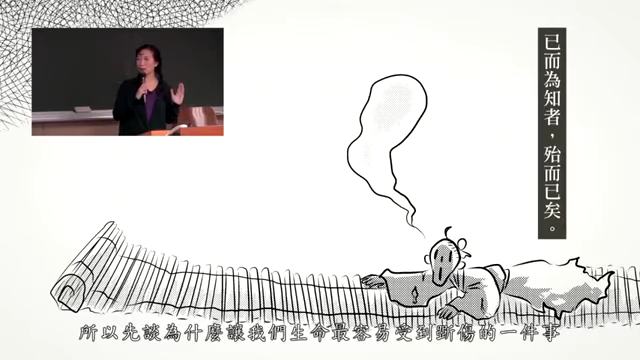 已而為知者，殆而已矣。
所以先談為什麼讓我們生命最容易受到斲傷的一件事